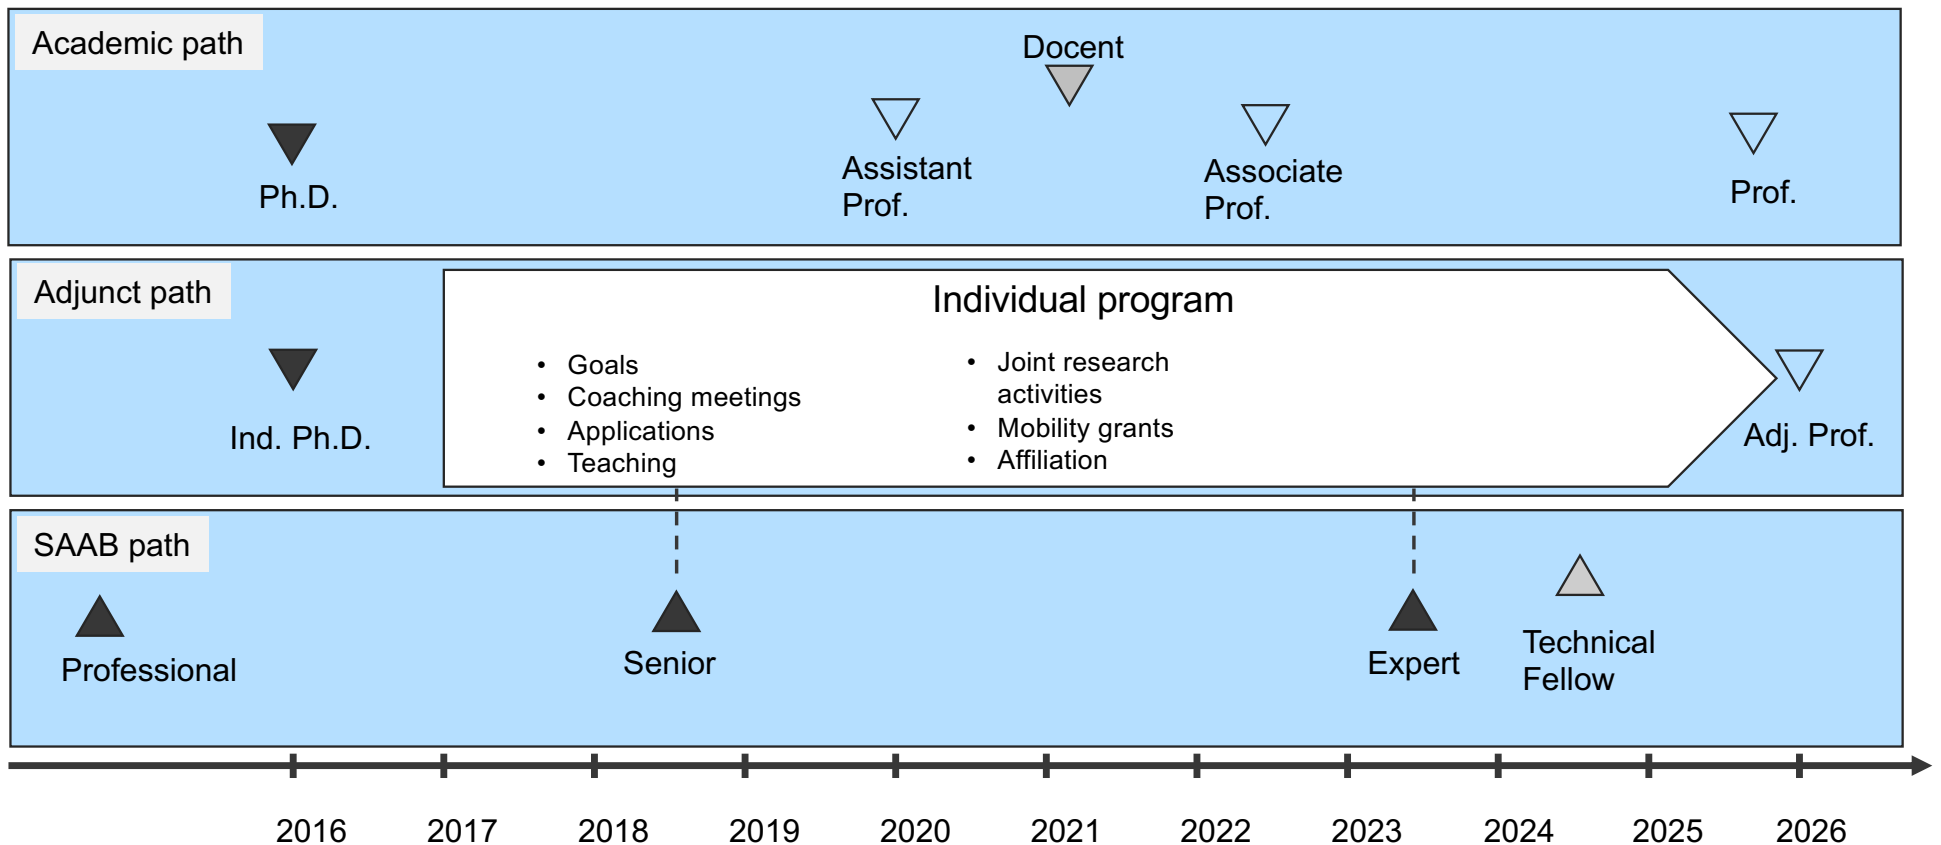 Academic path
Docent
Ph.D.
Assistant
Prof.
Associate
Prof.
Prof.
Adjunct path
Individual program
• Goals
• Coaching meetings
• Applications
• Teaching
• Joint research
activities
• Mobility grants
• Affiliation
Ind. Ph.D.
Adj. Prof.
SAAB path
Professional
Senior
Expert
Technical
Fellow
2016 2017 2018 2019 2020 2021 2022 2023 2024 2025 2026